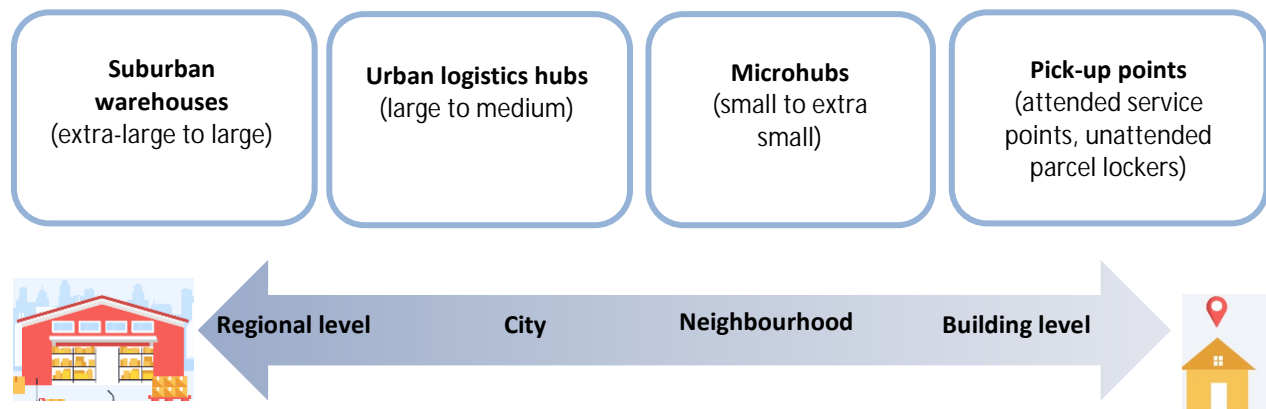 Suburban
warehouses
(extra-large to large)
Urban logistics hubs
(large to medium)
Microhubs
(small to extra
small)
Pick-up points
(attended service
points, unattended
parcel lockers)
Regional level
City
Neighbourhood
Building level